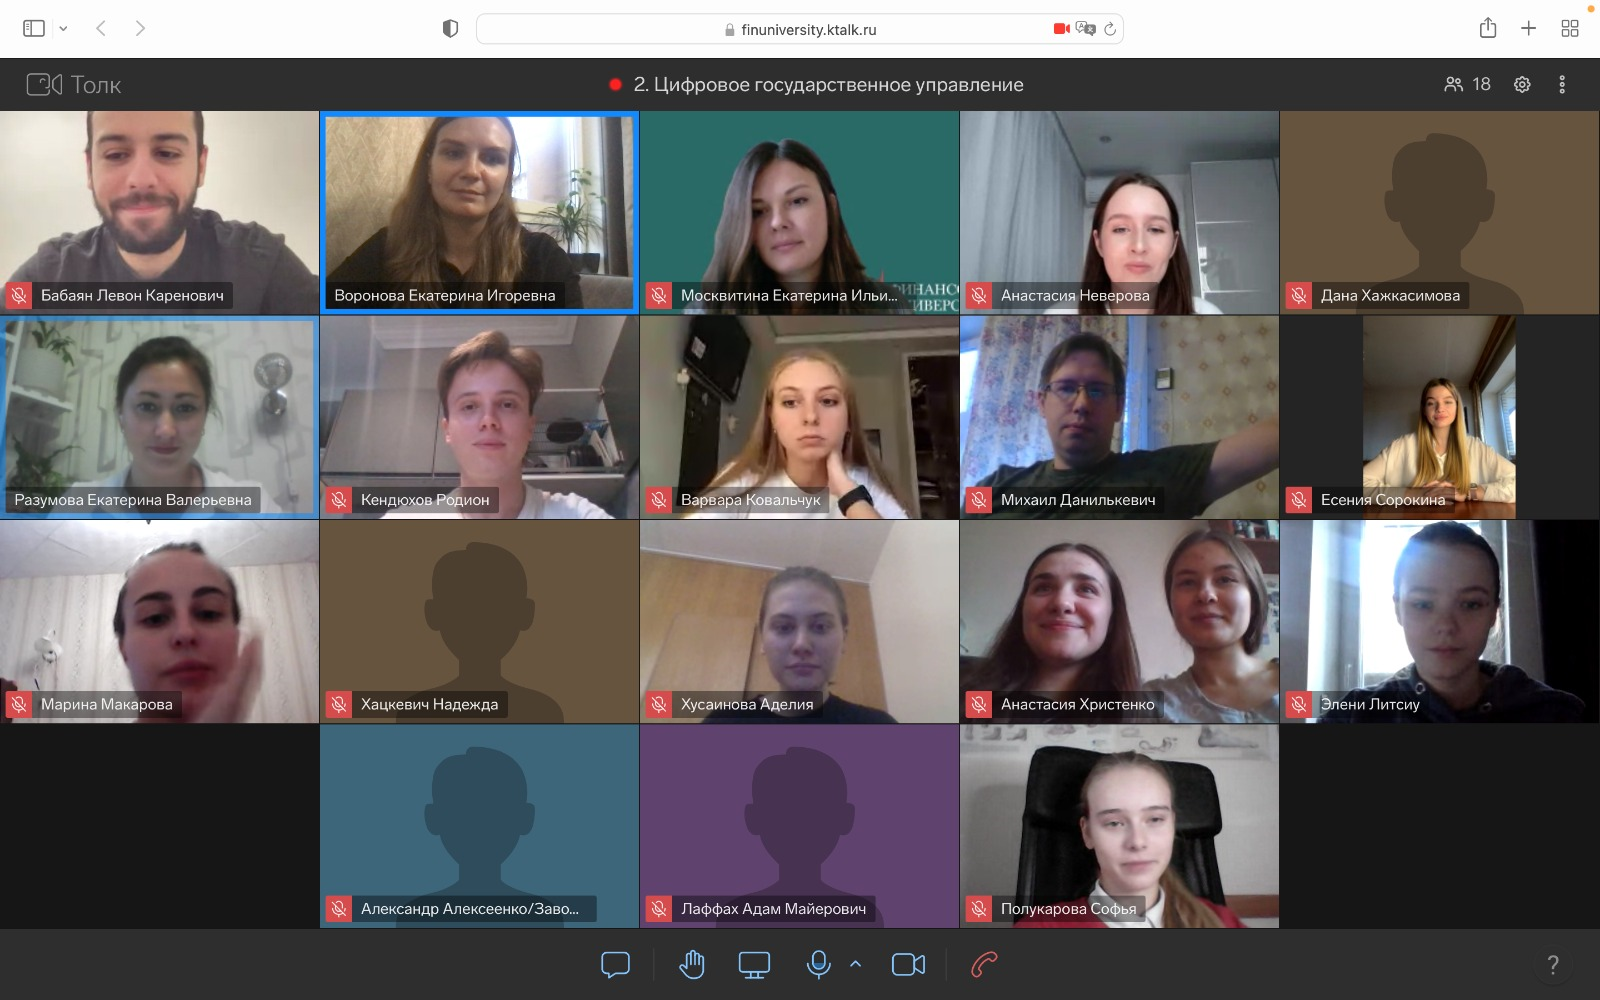 finuniversity.ktalk.ru
Толк
2. Цифровое государственное управление
18
Бабаян Левон Каренович
Воронова Екатерина Игоревна
Москвитина Екатерина Ильи...
Анастасия Неверова
Дана Хажкасимова
Разумова Екатерина Валерьевна
Кендюхов Родион
Варвара Ковальчук
Михаил Данилькевич
Есения Сорокина
Марина Макарова
Хацкевич Надежда
Хусаинова Аделия
Анастасия Христенко
Элени Литсиу
Александр Алексеенко/Заво...
Лаффах Адам Майерович
Полукарова Софья
?